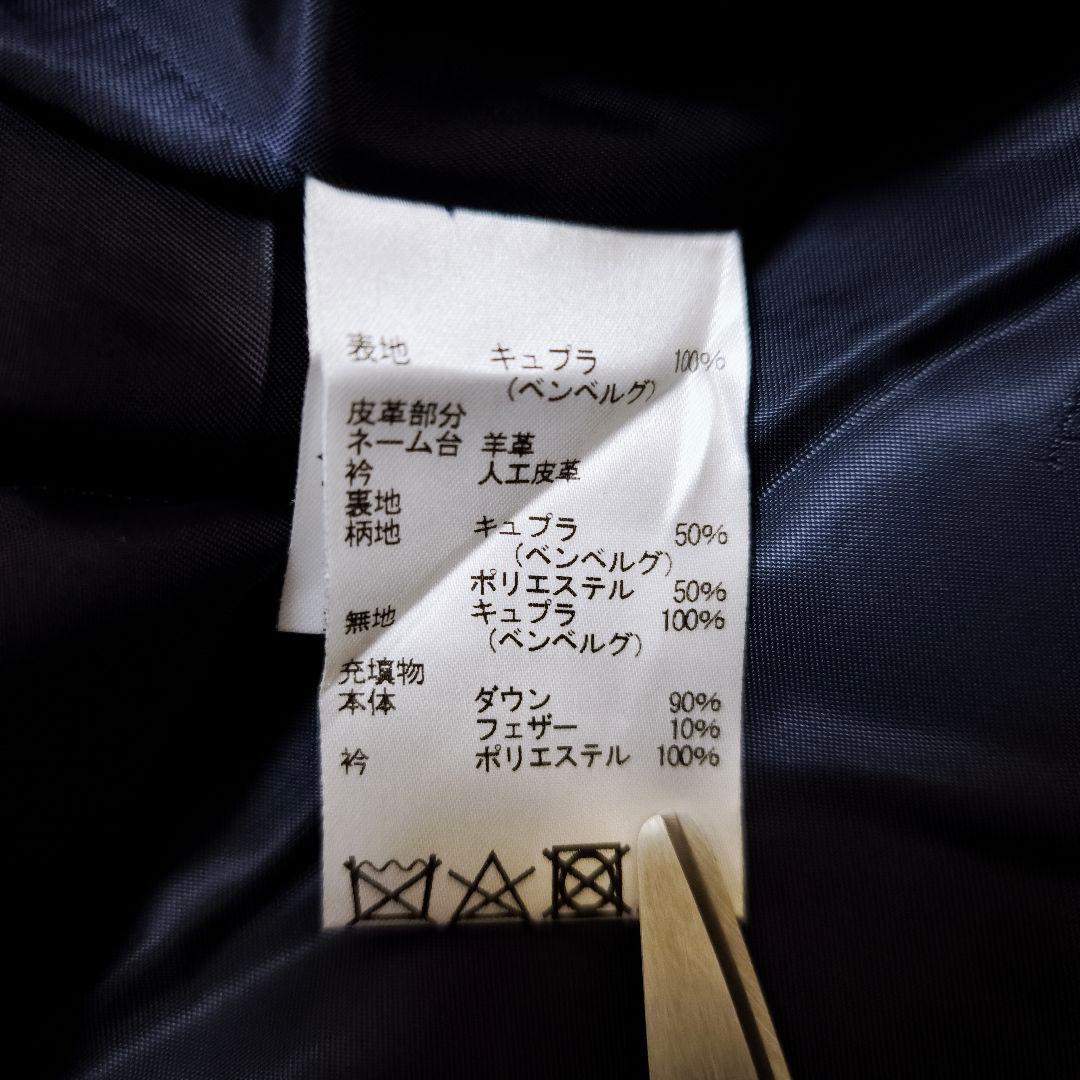 表地 キュプラ 100%
(ベンベルグ)
皮革部分
ネーム台 羊革
衿 人工皮革
裏地
柄地 キュプラ 50%
(ベンベルグ)
ポリエステル 50%
無地 キュプラ 100%
(ベンベルグ)
充填物
本体 ダウン 90%
フェザー 10%
衿 ポリエステル 100%